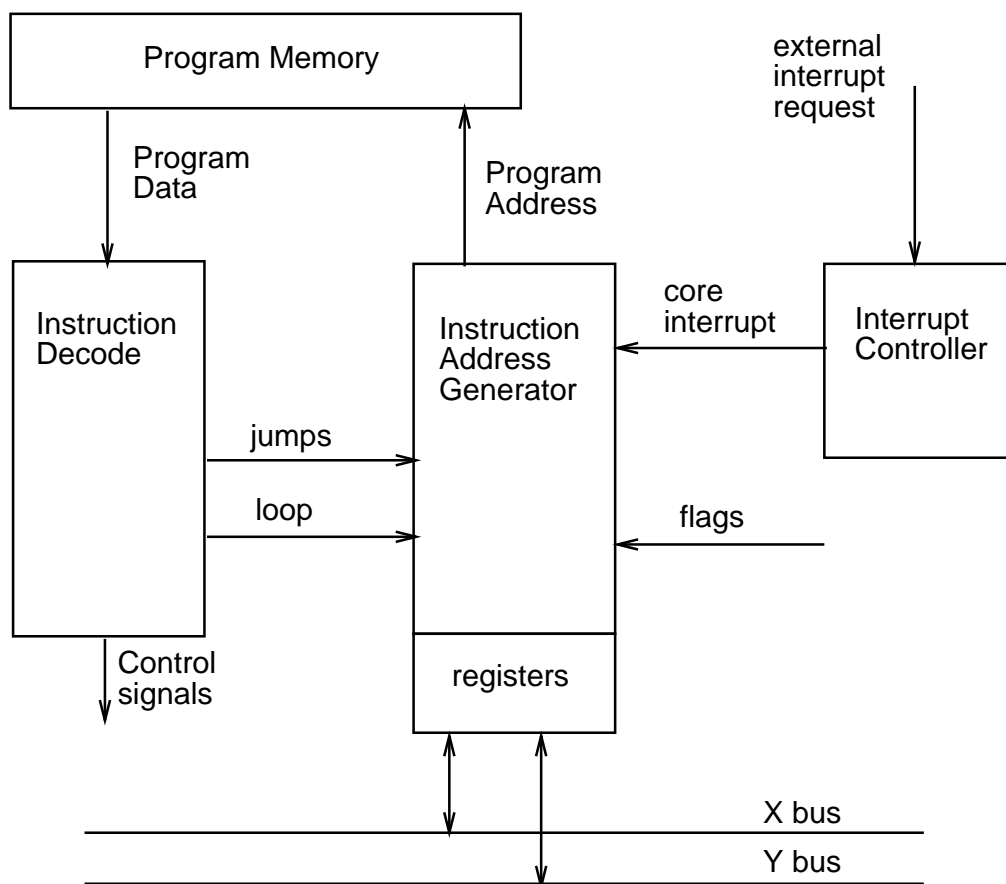 Program Memory
external
interrupt
request
Program
Data
Program
Address
Instruction
Decode
Instruction
Address
Generator
core
interrupt
Interrupt
Controller
jumps
loop
flags
Control
signals
registers
X bus
Y bus